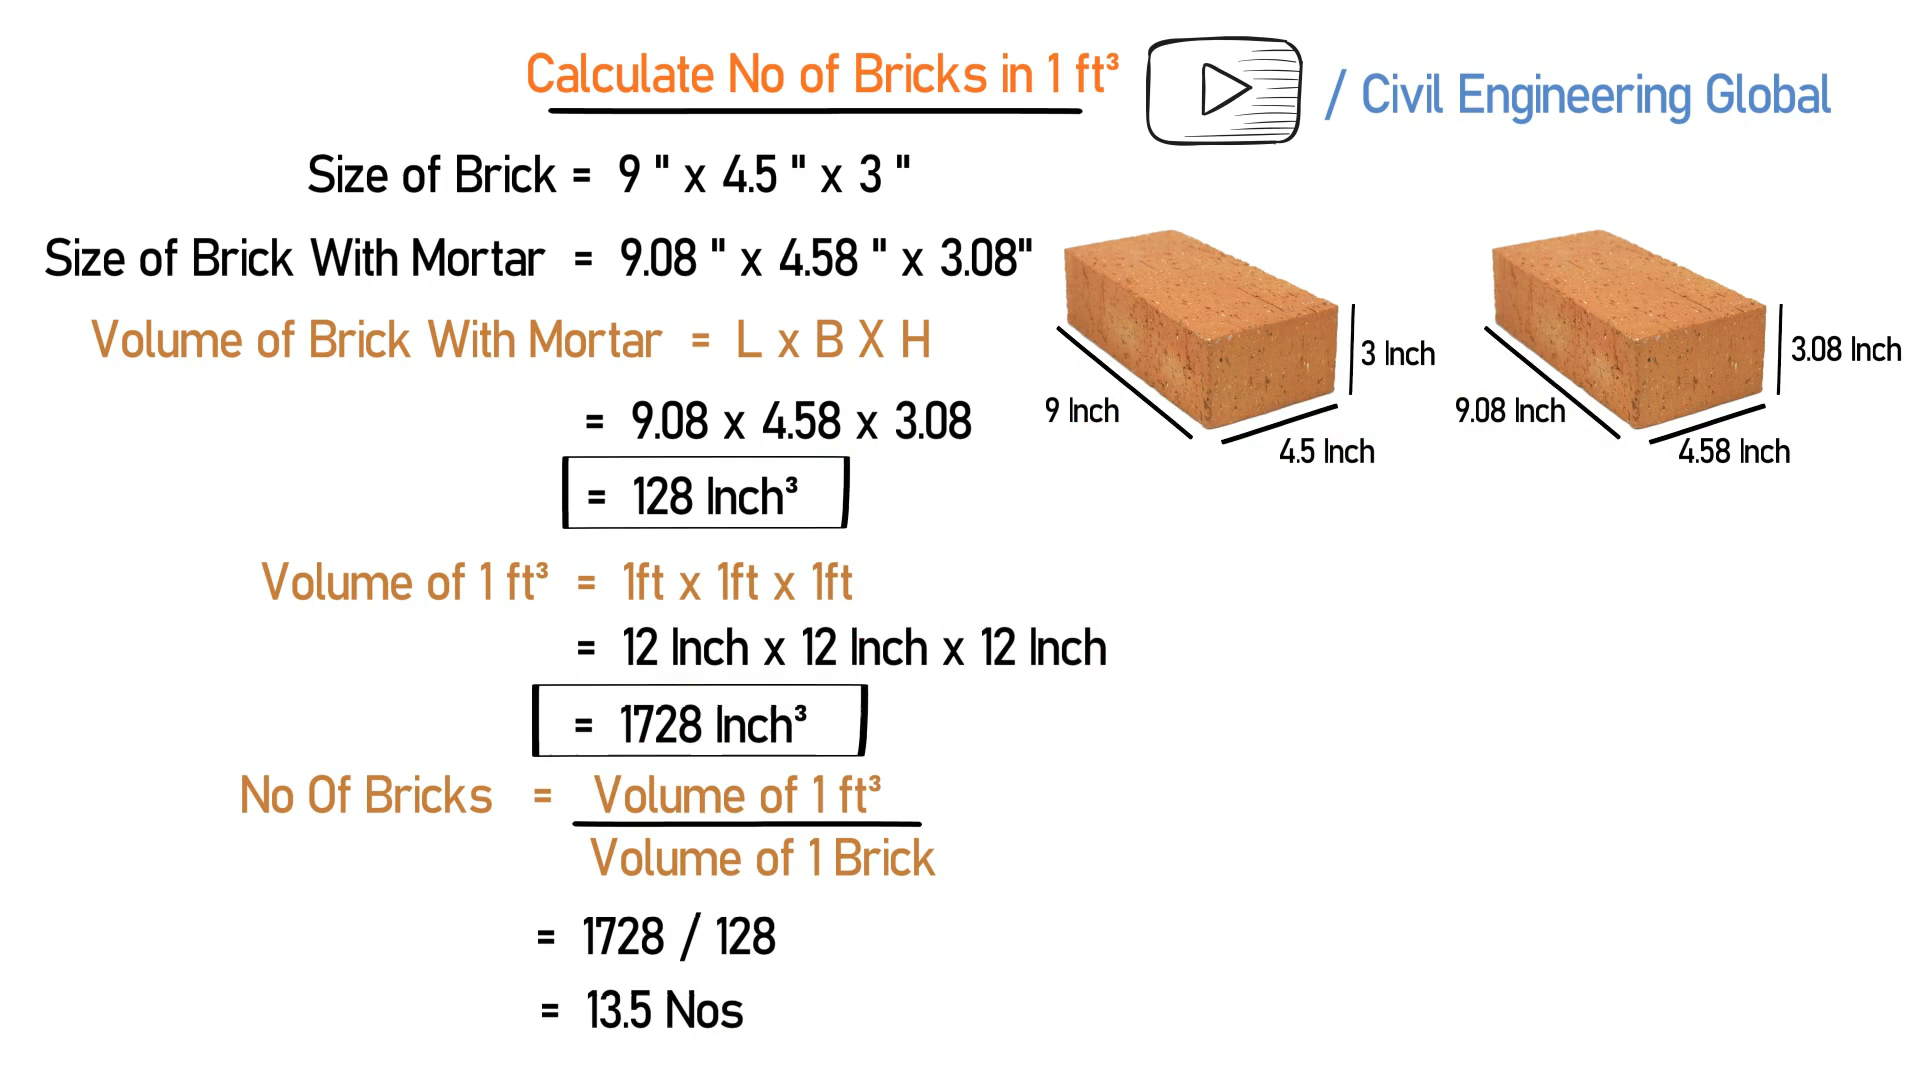 Calculate No of Bricks in 1 ft³
/ Civil Engineering Global
Size of Brick = 9 " x 4.5 " x 3 "
Size of Brick With Mortar = 9.08 " x 4.58 " x 3.08"
Volume of Brick With Mortar = L x B X H
= 9.08 x 4.58 x 3.08
= 128 Inch³
3 Inch
9 Inch
4.5 Inch
3.08 Inch
9.08 Inch
4.58 Inch
Volume of 1 ft³ = 1ft x 1ft x 1ft
= 12 Inch x 12 Inch x 12 Inch
= 1728 Inch³
No Of Bricks = Volume of 1 ft³
Volume of 1 Brick
= 1728 / 128
= 13.5 Nos